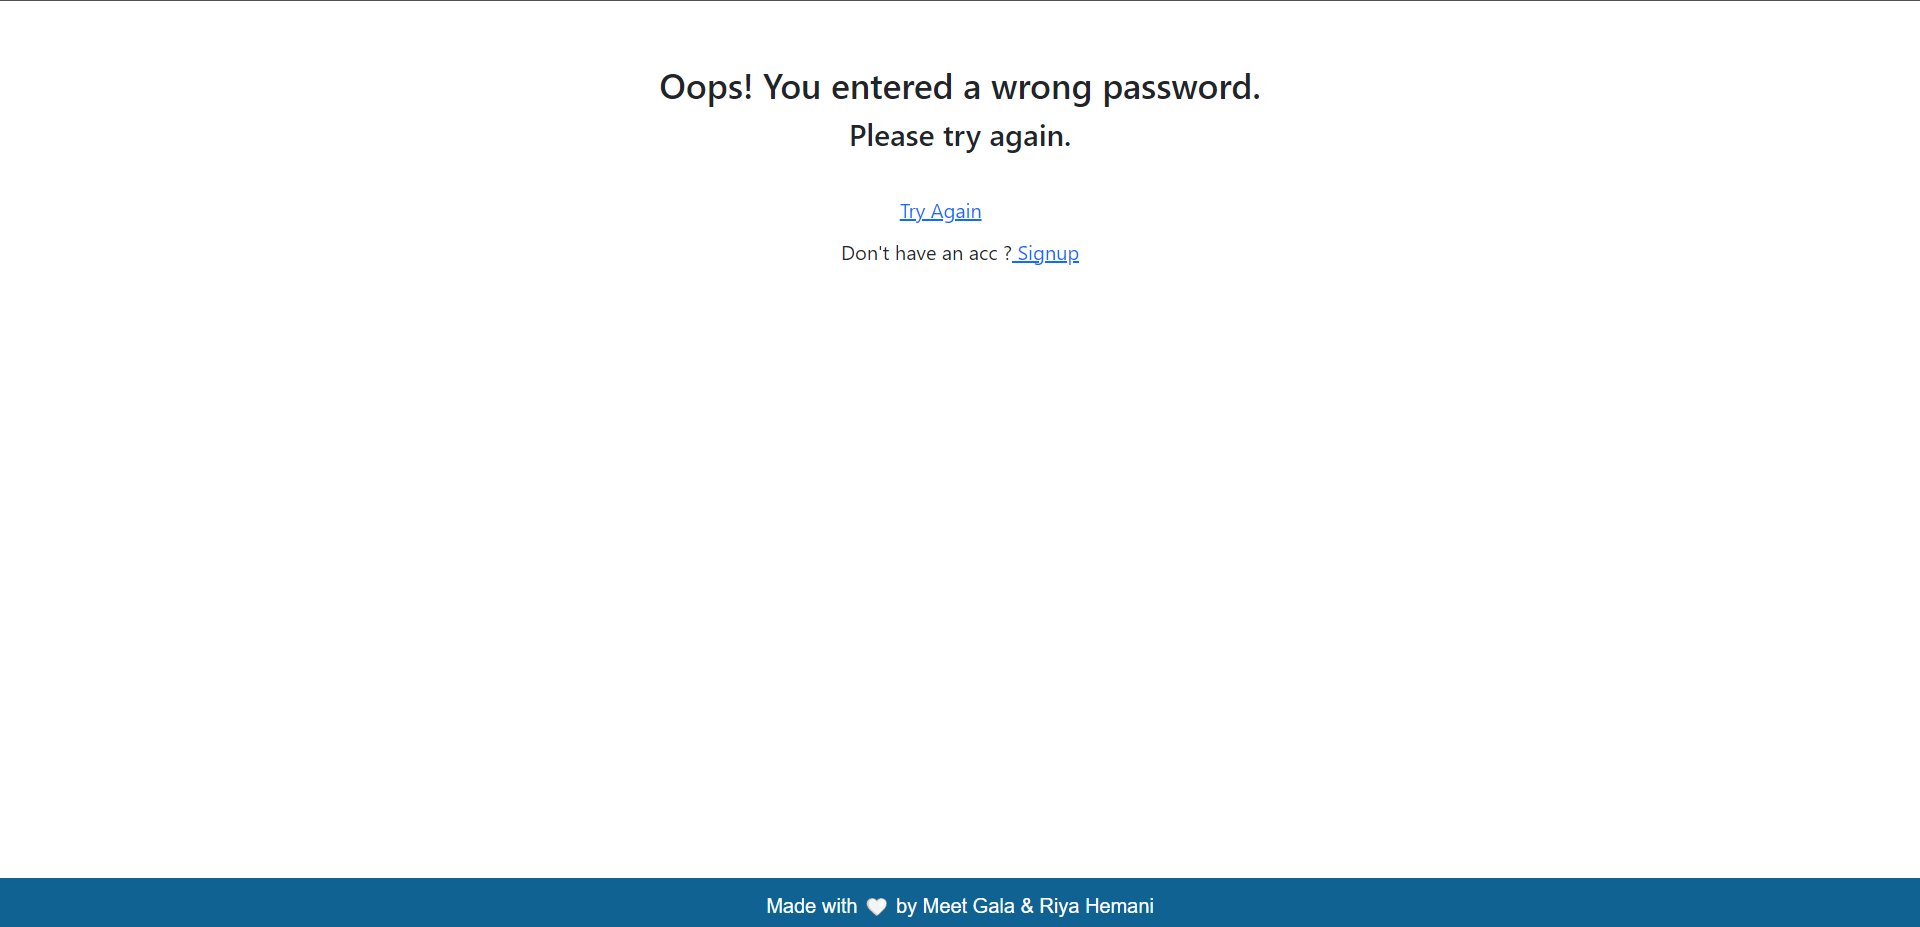 Oops! You entered a wrong password.
Please try again.
Try Again
Don't have an acc ? Signup
Made with 🤍 by Meet Gala & Riya Hemani